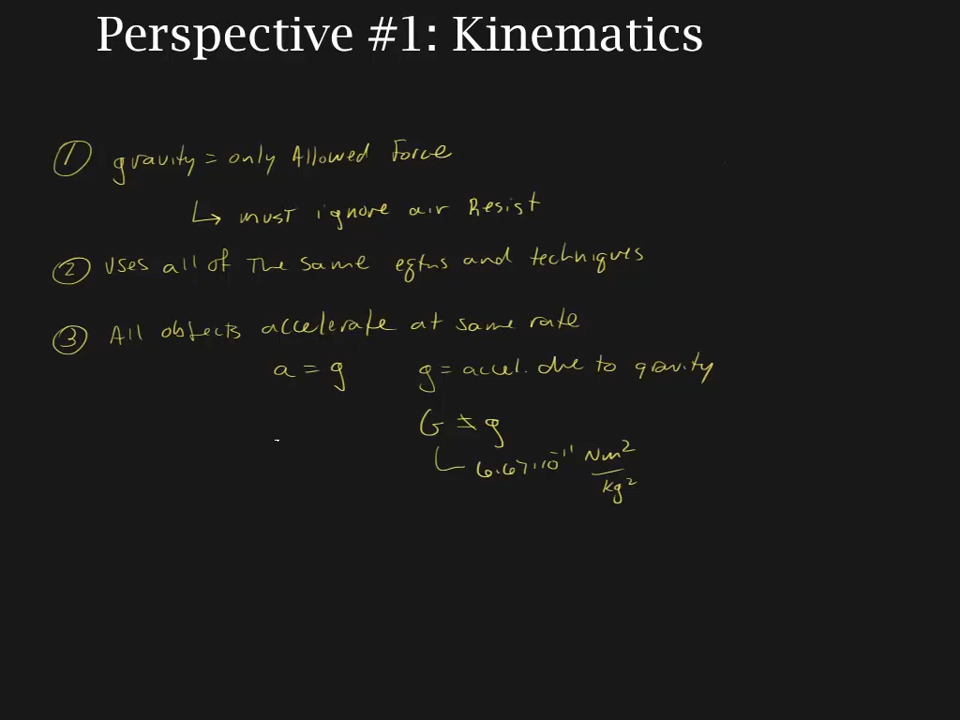 Perspective #1: Kinematics
① gravity = only Allowed Force
↳ must ignore air Resist
② Uses all of the same eqtns and techniques
③ All objects accelerate at same rate
a = g g = accel. due to gravity
G ≠ g
6.67·10⁻¹¹ Nm²/kg²